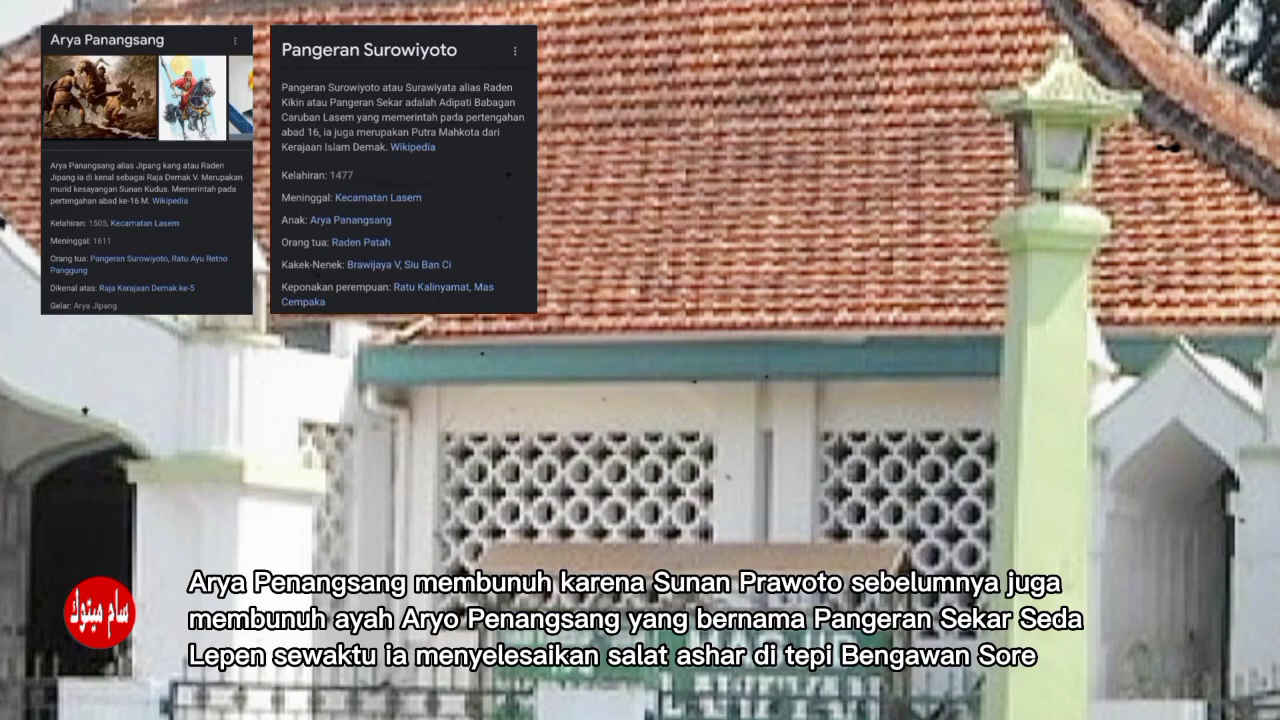 Arya Panangsang
Arya Panangsang alias Jipang kang atau Raden
Jipang ia di kenal sebagai Raja Demak V. Merupakan
murid kesayangan Sunan Kudus. Memerintah pada
pertengahan abad ke-16 M. Wikipedia
Kelahiran: 1505, Kecamatan Lasem
Meninggal: 1611
Orang tua: Pangeran Surowiyoto, Ratu Ayu Retno
Panggung
Dikenal atas: Raja Kerajaan Demak ke-5
Gelar: Arya Jipang
Pangeran Surowiyoto
Pangeran Surowiyoto atau Surawiyata alias Raden
Kikin atau Pangeran Sekar adalah Adipati Babagan
Caruban Lasem yang memerintah pada pertengahan
abad 16, ia juga merupakan Putra Mahkota dari
Kerajaan Islam Demak. Wikipedia
Kelahiran: 1477
Meninggal: Kecamatan Lasem
Anak: Arya Panangsang
Orang tua: Raden Patah
Kakek-Nenek: Brawijaya V, Siu Ban Ci
Keponakan perempuan: Ratu Kalinyamat, Mas
Cempaka
Arya Penangsang membunuh karena Sunan Prawoto sebelumnya juga
membunuh ayah Aryo Penangsang yang bernama Pangeran Sekar Seda
Lepen sewaktu ia menyelesaikan salat ashar di tepi Bengawan Sore